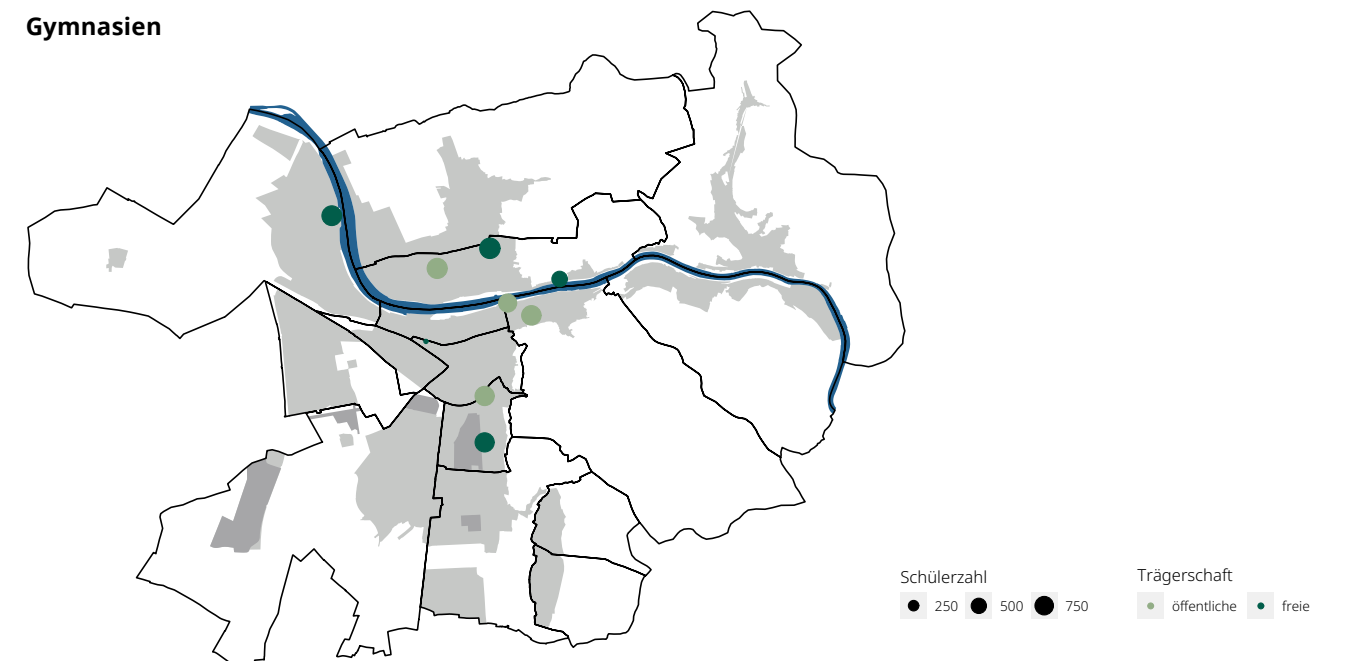 Gymnasien
Schülerzahl
250 500 750
Trägerschaft
öffentliche freie